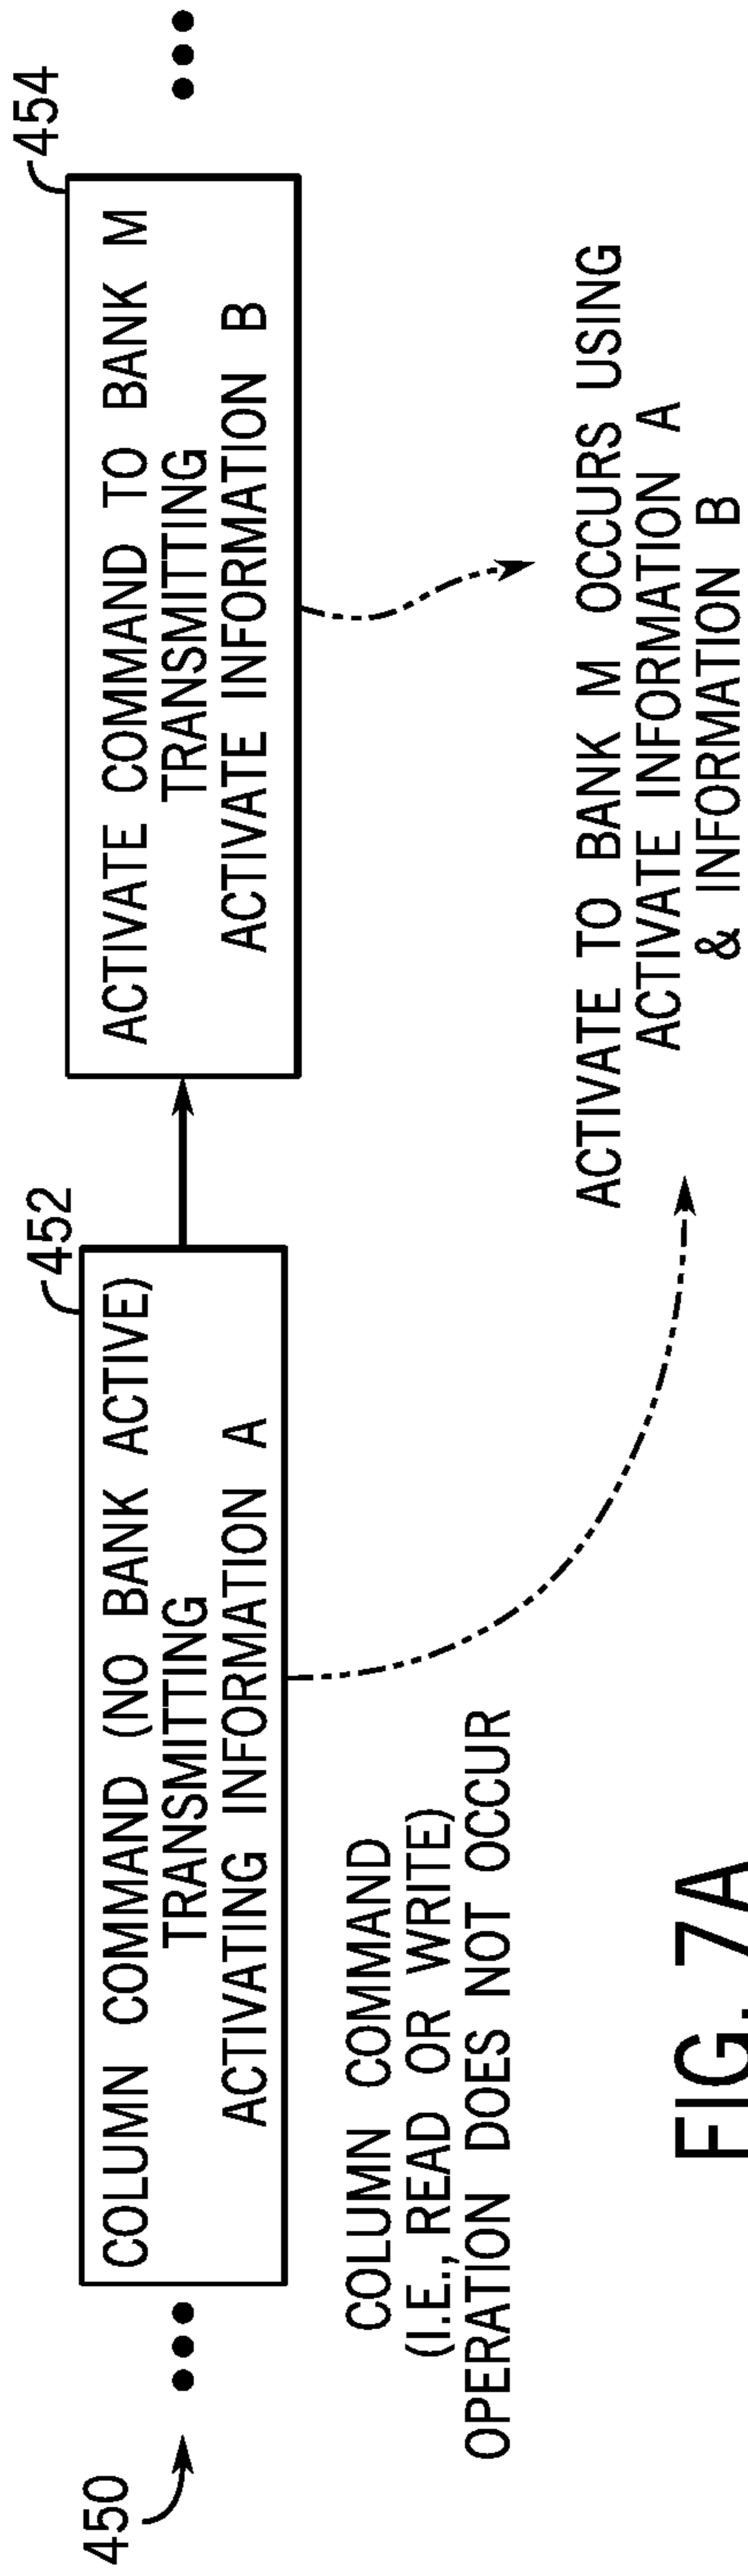 450
452
COLUMN COMMAND (NO BANK ACTIVE)
TRANSMITTING
ACTIVATING INFORMATION A
454
ACTIVATE COMMAND TO BANK M
TRANSMITTING
ACTIVATE INFORMATION B
COLUMN COMMAND
(I.E., READ OR WRITE)
OPERATION DOES NOT OCCUR
ACTIVATE TO BANK M OCCURS USING
ACTIVATE INFORMATION A
& INFORMATION B
FIG. 7A